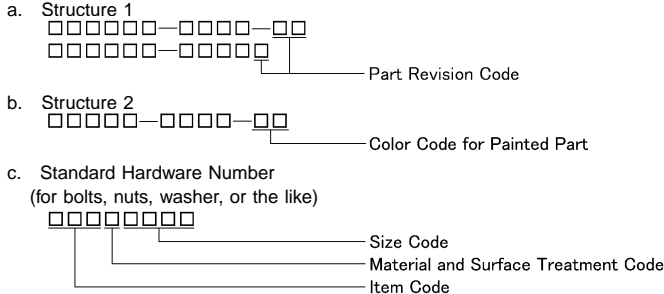 a. Structure 1
□□□□□□—□□□□—□□
□□□□□□—□□□□□
Part Revision Code
b. Structure 2
□□□□□—□□□□—□□
Color Code for Painted Part
c. Standard Hardware Number
(for bolts, nuts, washer, or the like)
□□□□□□□□
Size Code
Material and Surface Treatment Code
Item Code